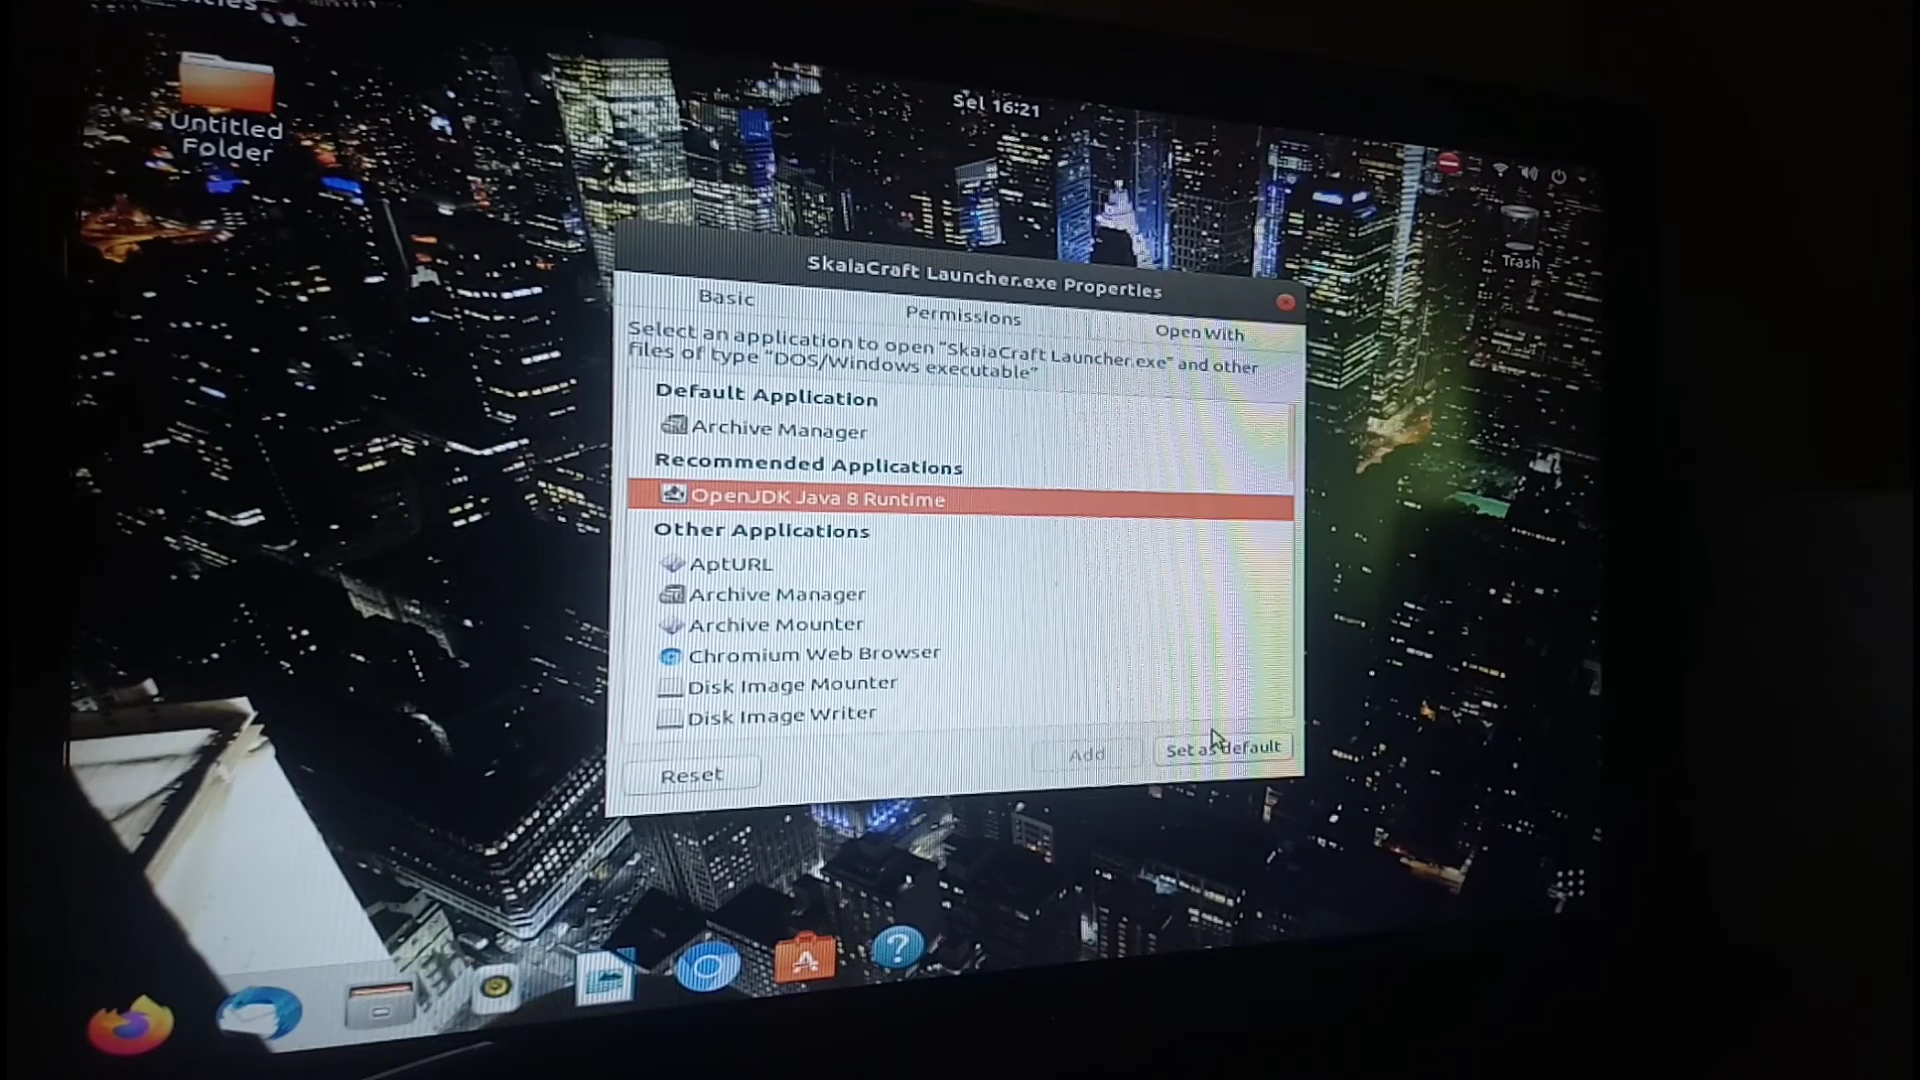 Untitled
Folder
Sel 16:21
Trash
SkaiaCraft Launcher.exe Properties
Basic
Permissions
Open With
Select an application to open "SkaiaCraft Launcher.exe" and other
files of type "DOS/Windows executable"
Default Application
Archive Manager
Recommended Applications
OpenJDK Java 8 Runtime
Other Applications
AptURL
Archive Manager
Archive Mounter
Chromium Web Browser
Disk Image Mounter
Disk Image Writer
Reset
Add
Set as default